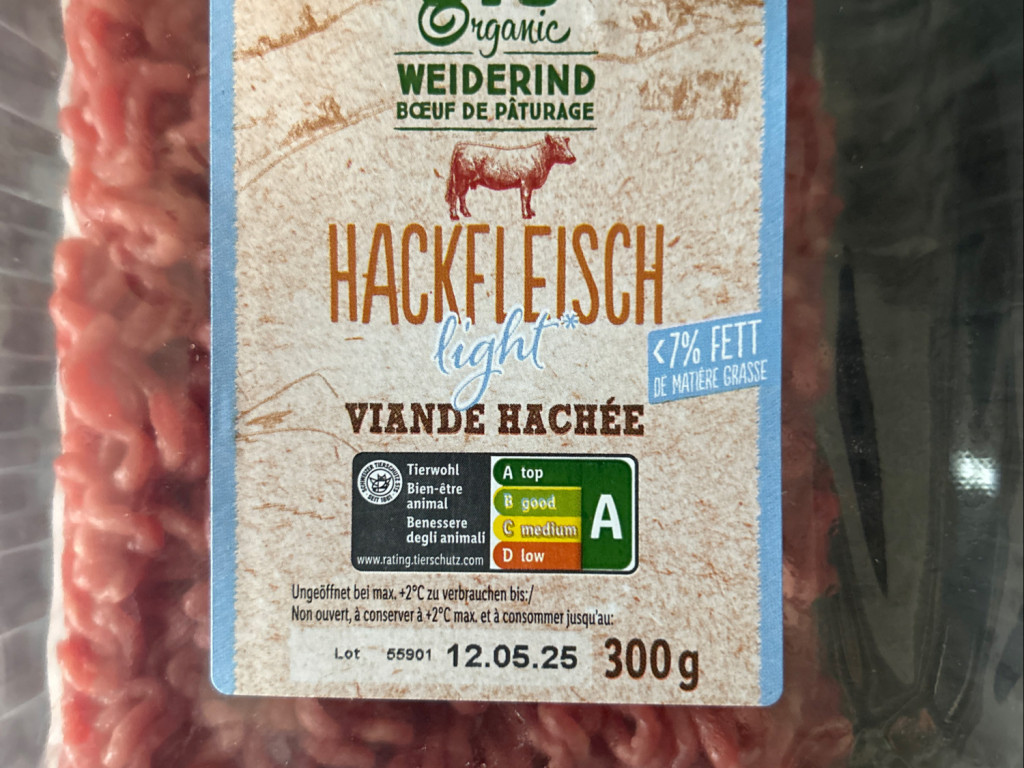 Organic
WEIDERIND
BŒUF DE PÂTURAGE
HACKFLEISCH
light*
<7% FETT
DE MATIÈRE GRASSE
VIANDE HACHÉE
Tierwohl
Bien-être
animal
Benessere
degli animali
www.rating.tierschutz.com
A top
B good
C medium
D low
A
Ungeöffnet bei max. +2°C zu verbrauchen bis:/
Non ouvert, à conserver à +2°C max. et à consommer jusqu'au:
Lot 55901 12.05.25 300g